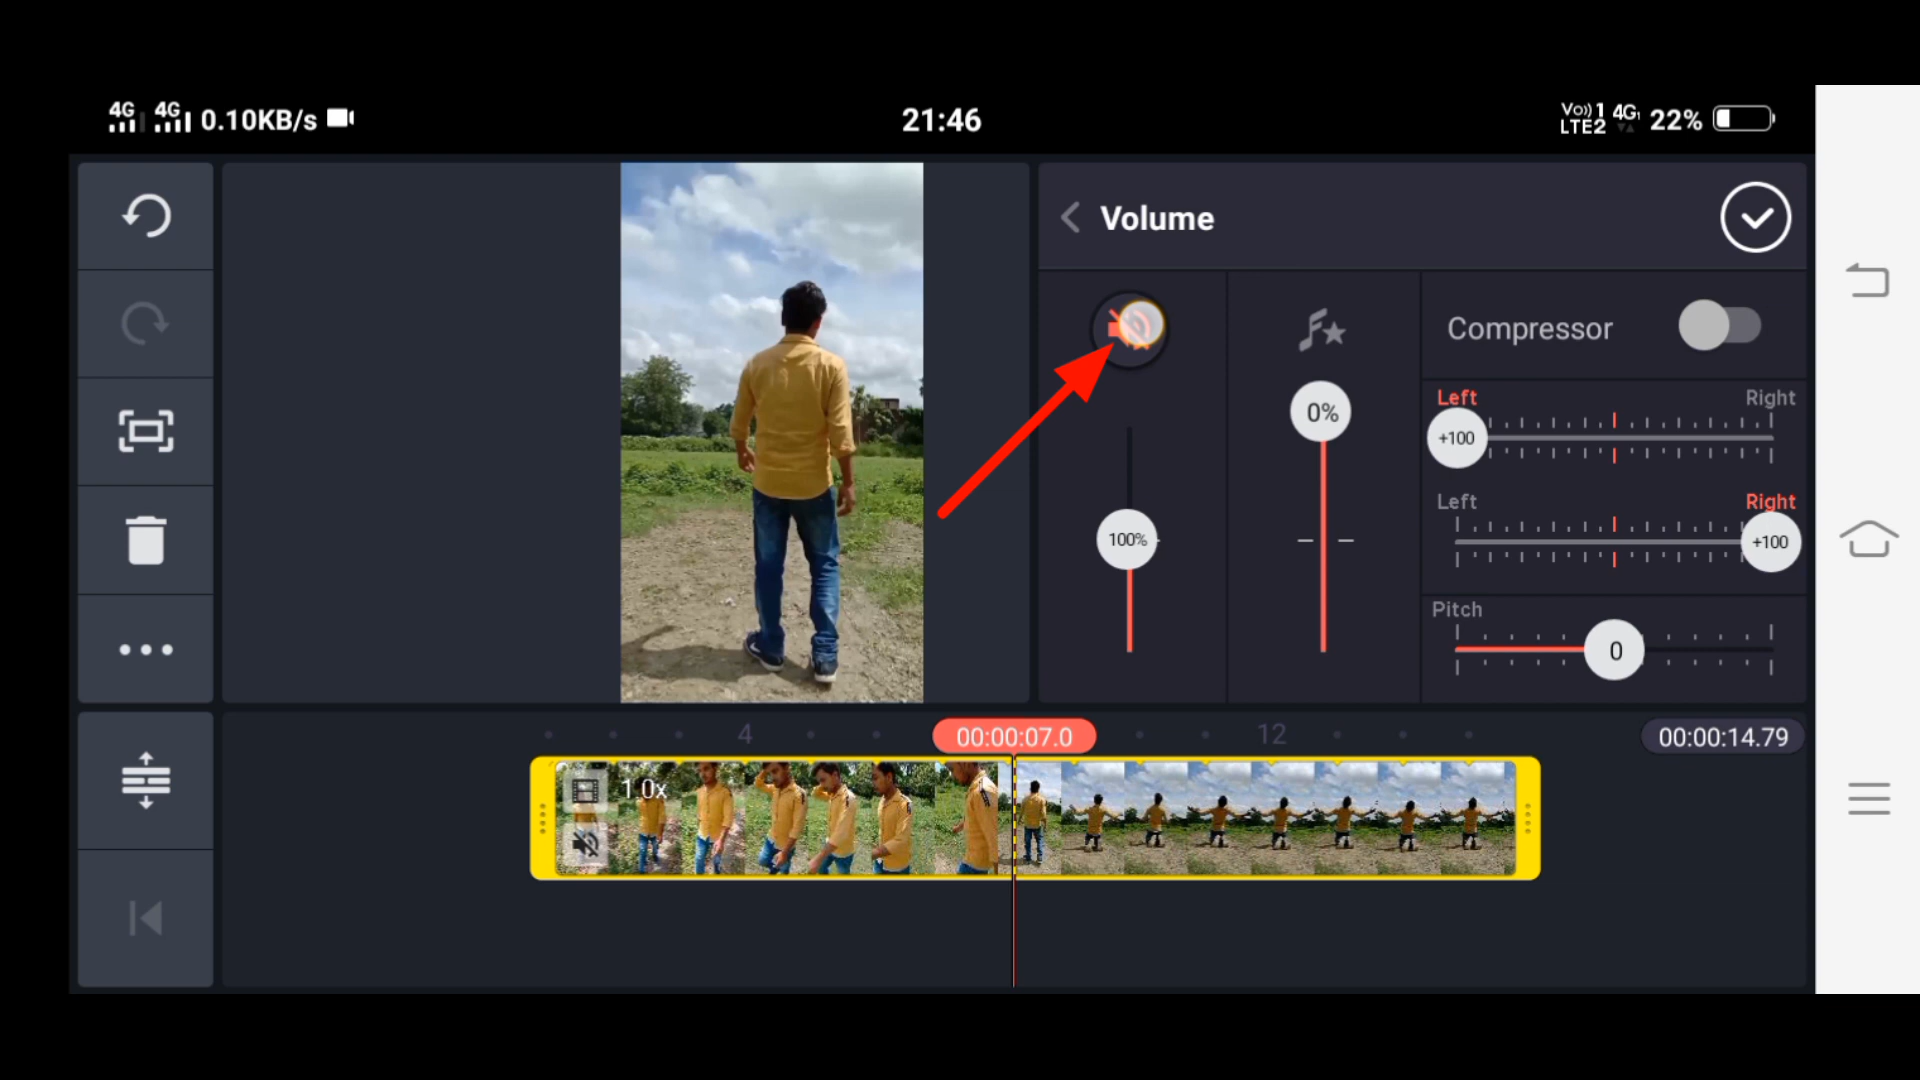 4G 4G 0.10KB/s
21:46
Vo)) 1 4G 22%
LTE2
Volume
Compressor
0%
100%
Left Right
+100
Left Right
+100
Pitch
0
4
00:00:07.0
12
00:00:14.79
1.0x